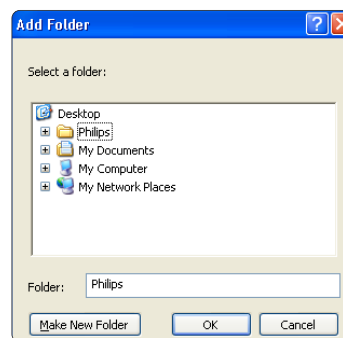 Add Folder
Select a folder:
Desktop
Philips
My Documents
My Computer
My Network Places
Folder: Philips
Make New Folder OK Cancel